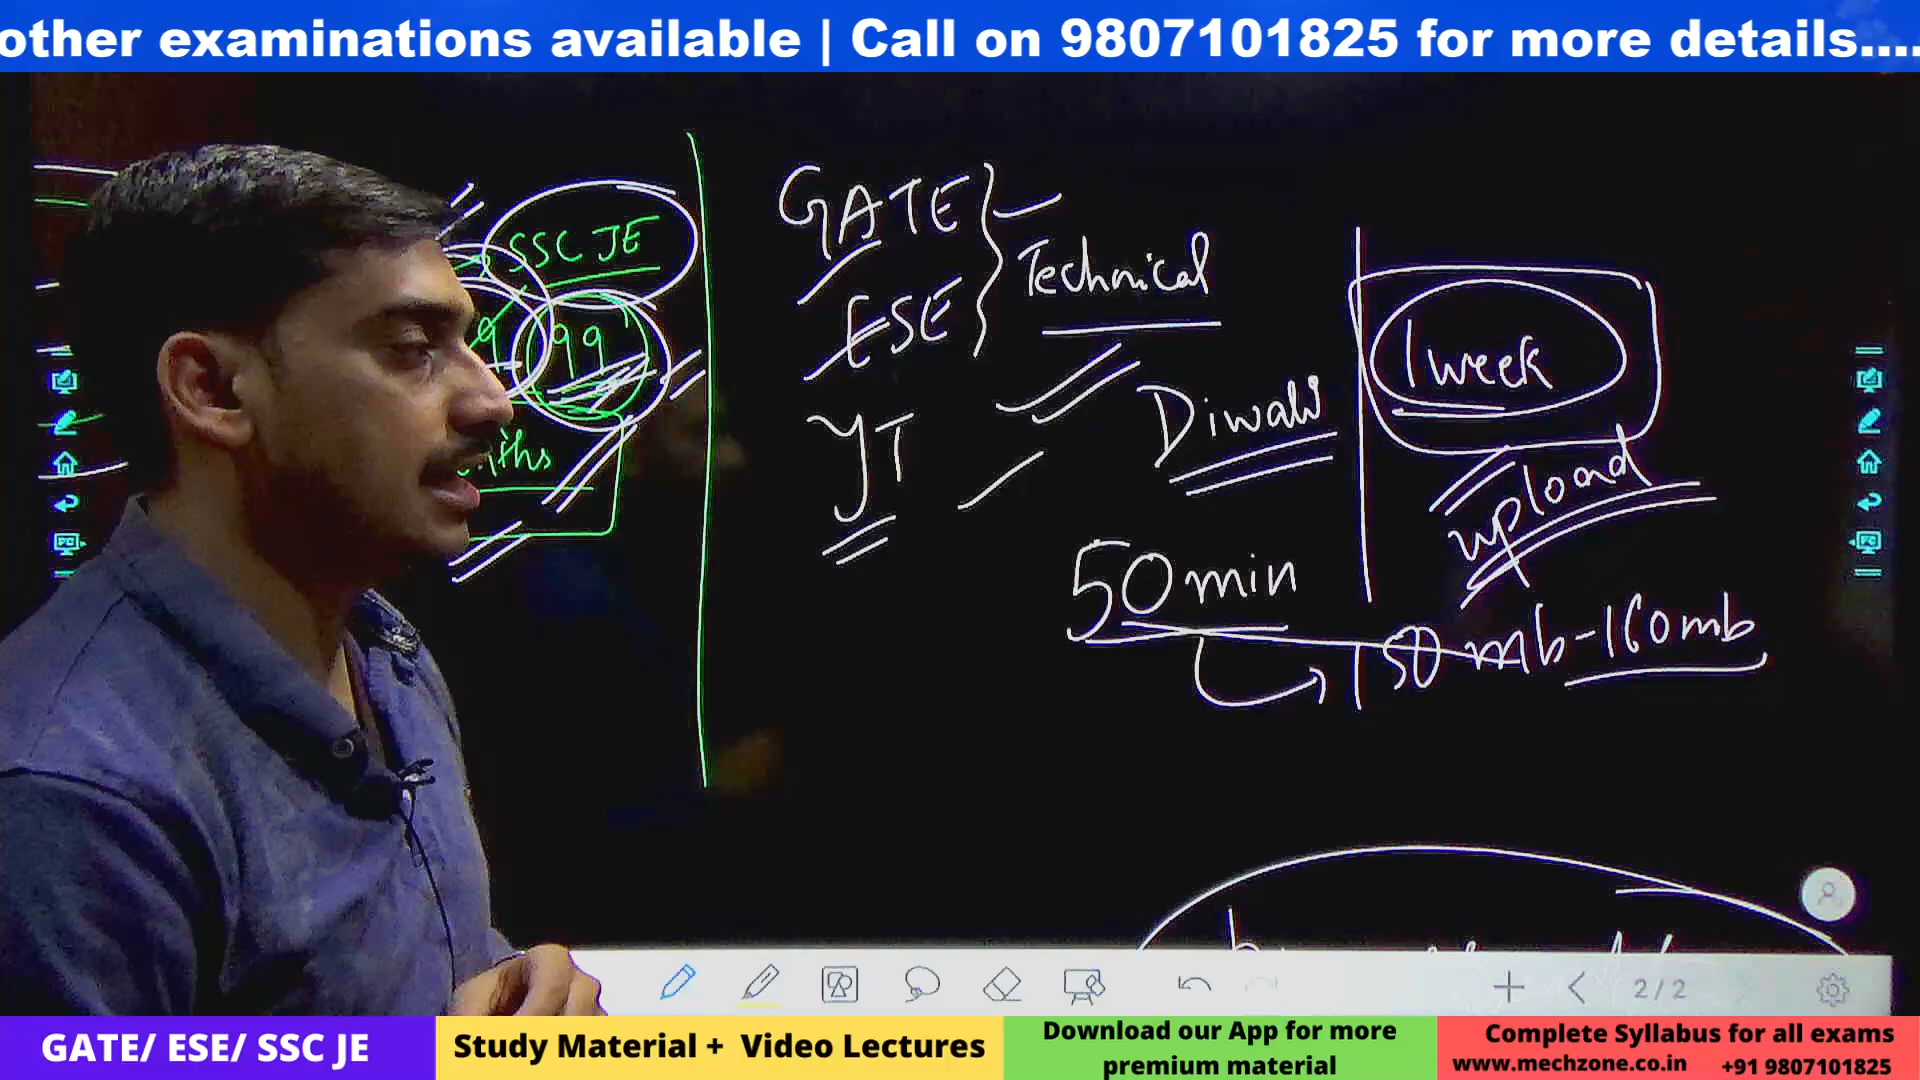 other examinations available | Call on 9807101825 for more details....
SSC JE
99
GATE
ESE
Technical
YT
Diwali
1 week
upload
50 min
150 mb-160mb
2/2
GATE/ ESE/ SSC JE
Study Material + Video Lectures
Download our App for more
premium material
Complete Syllabus for all exams
www.mechzone.co.in +91 9807101825